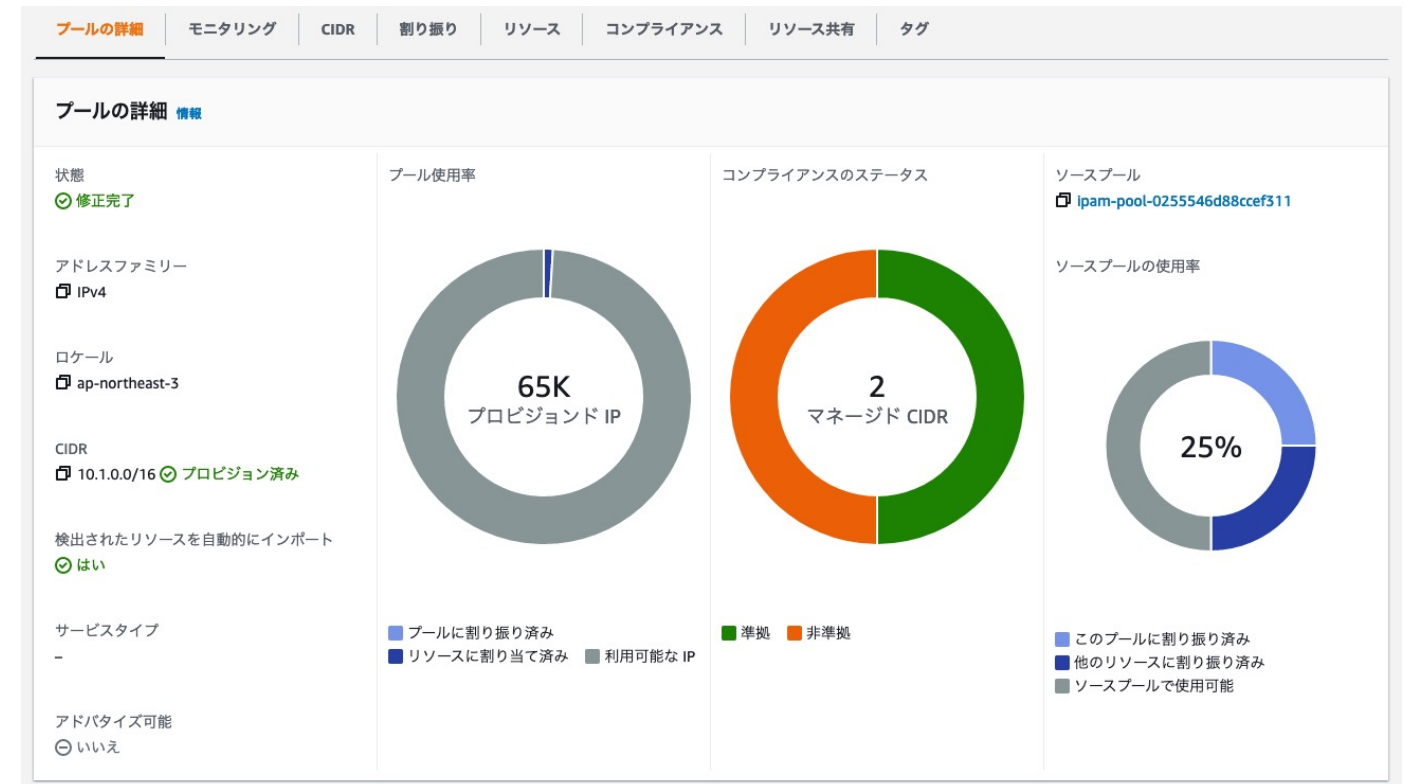 プールの詳細
モニタリング
CIDR
割り振り
リソース
コンプライアンス
リソース共有
タグ
プールの詳細 情報
状態
修正完了
アドレスファミリー
IPv4
ロケール
ap-northeast-3
CIDR
10.1.0.0/16 プロビジョン済み
検出されたリソースを自動的にインポート
はい
サービスタイプ
–
アドバタイズ可能
いいえ
プール使用率
65K
プロビジョンド IP
プールに割り振り済み
リソースに割り当て済み 利用可能な IP
コンプライアンスのステータス
2
マネージド CIDR
準拠 非準拠
ソースプール
ipam-pool-0255546d88ccef311
ソースプールの使用率
25%
このプールに割り振り済み
他のリソースに割り振り済み
ソースプールで使用可能